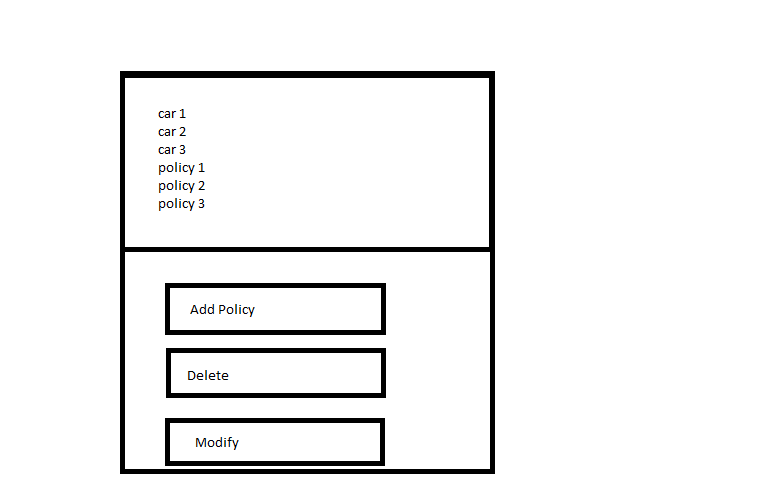 car 1
car 2
car 3
policy 1
policy 2
policy 3
Add Policy
Delete
Modify